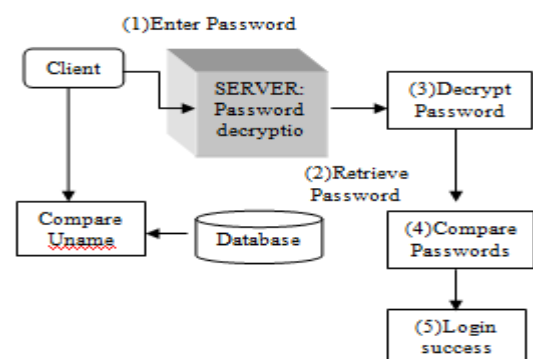 (1)Enter Password
Client
SERVER:
Password
decryptio
(3)Decrypt
Password
(2)Retrieve
Password
Compare
Uname
Database
(4)Compare
Passwords
(5)Login
success